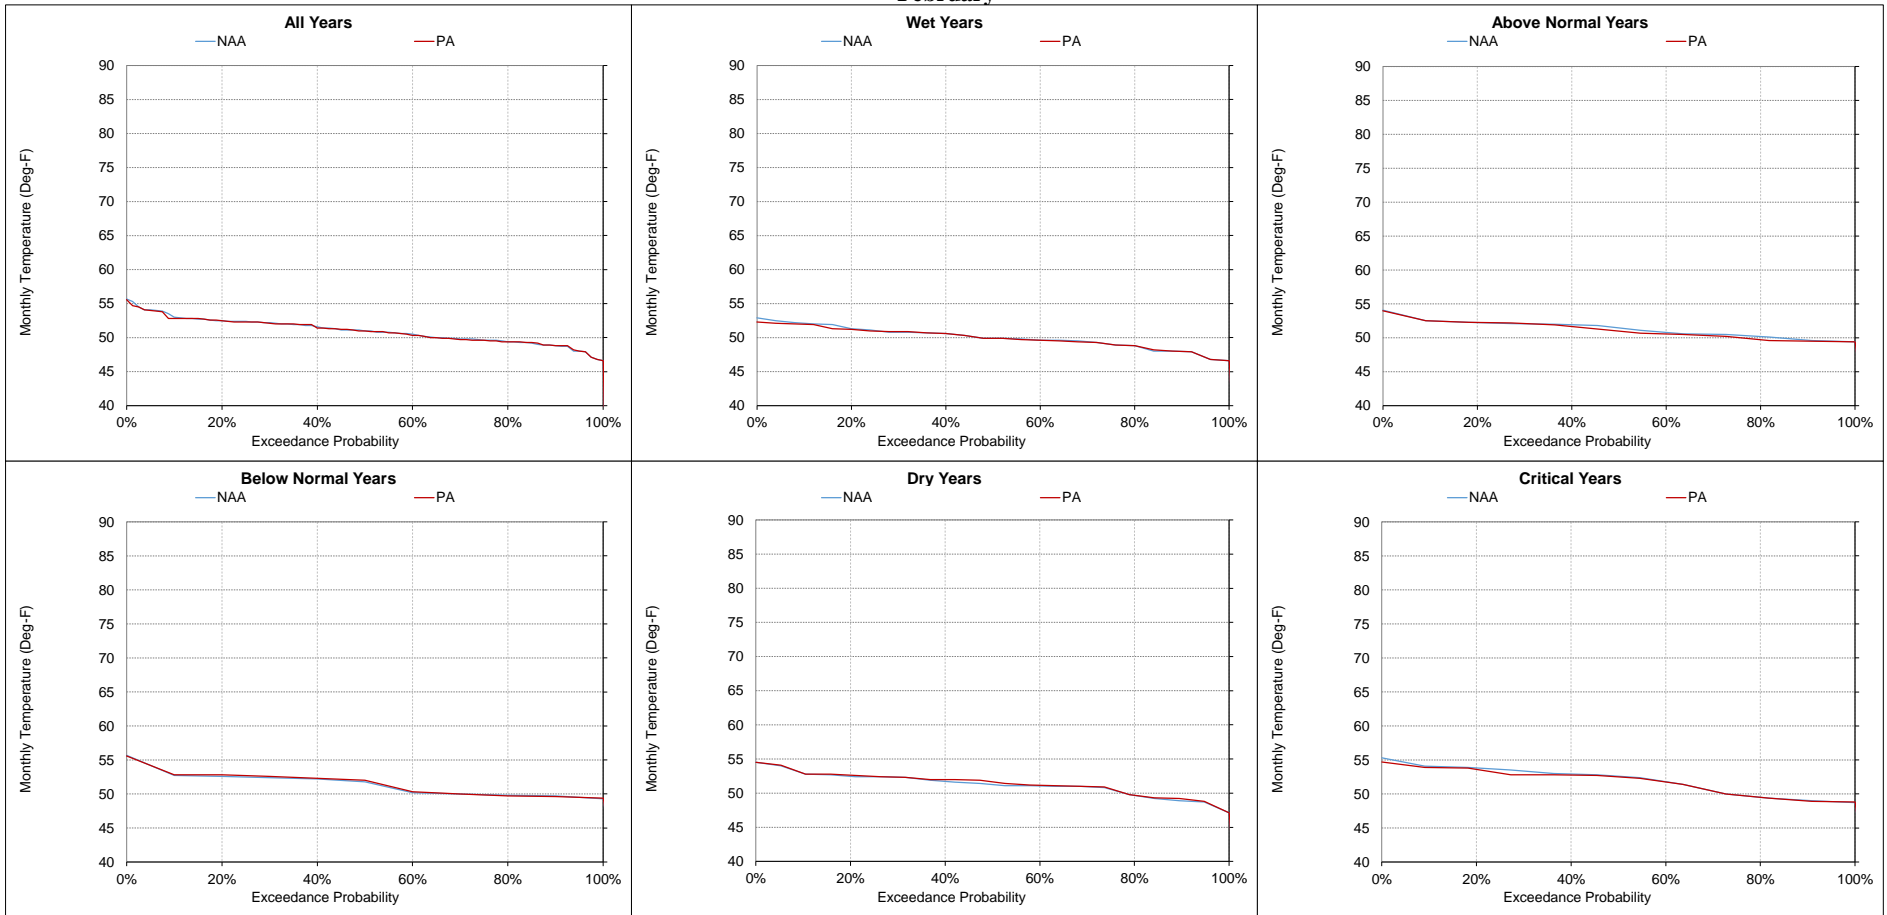 February
All Years
NAA PA
Monthly Temperature (Deg-F)
90
85
80
75
70
65
60
55
50
45
40
0% 20% 40% 60% 80% 100%
Exceedance Probability
Wet Years
NAA PA
Monthly Temperature (Deg-F)
90
85
80
75
70
65
60
55
50
45
40
0% 20% 40% 60% 80% 100%
Exceedance Probability
Above Normal Years
NAA PA
Monthly Temperature (Deg-F)
90
85
80
75
70
65
60
55
50
45
40
0% 20% 40% 60% 80% 100%
Exceedance Probability
Below Normal Years
NAA PA
Monthly Temperature (Deg-F)
90
85
80
75
70
65
60
55
50
45
40
0% 20% 40% 60% 80% 100%
Exceedance Probability
Dry Years
NAA PA
Monthly Temperature (Deg-F)
90
85
80
75
70
65
60
55
50
45
40
0% 20% 40% 60% 80% 100%
Exceedance Probability
Critical Years
NAA PA
Monthly Temperature (Deg-F)
90
85
80
75
70
65
60
55
50
45
40
0% 20% 40% 60% 80% 100%
Exceedance Probability